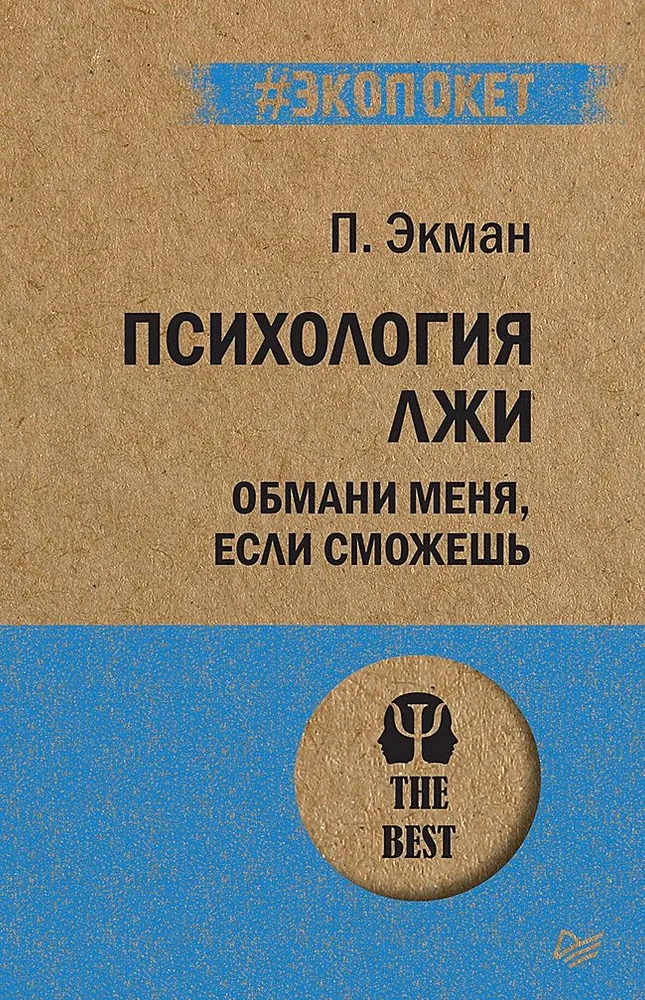 #ЭКОПОКЕТ
П. Экман
ПСИХОЛОГИЯ
ЛЖИ
ОБМАНИ МЕНЯ,
ЕСЛИ СМОЖЕШЬ
THE
BEST